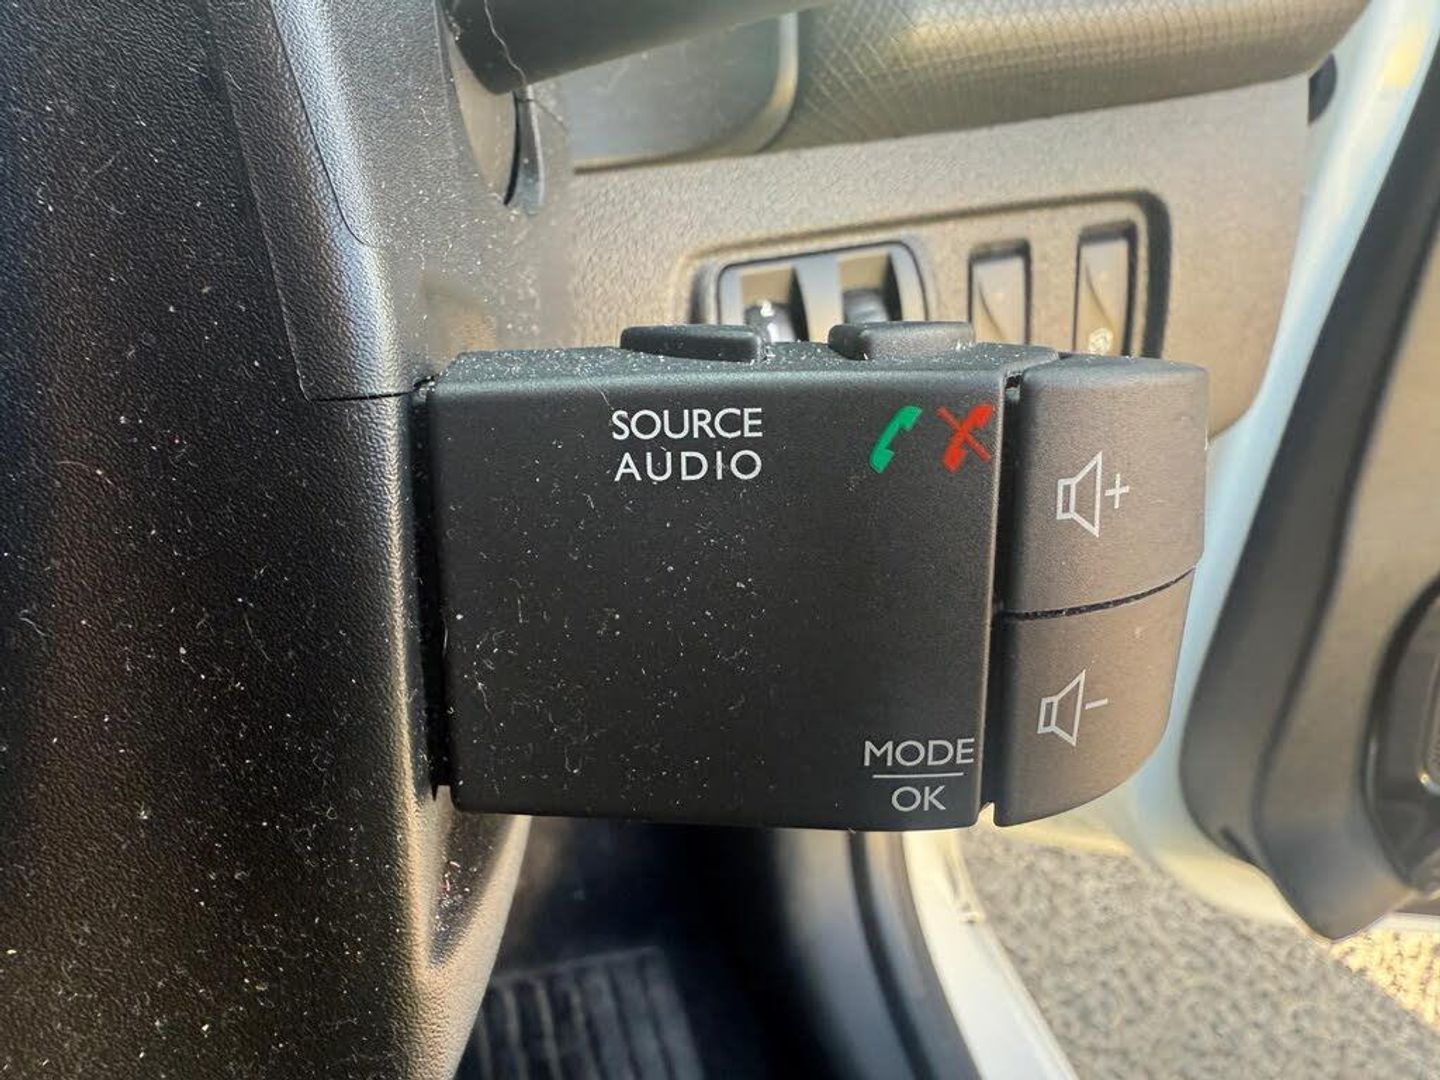 SOURCE
AUDIO
+
-
MODE
OK